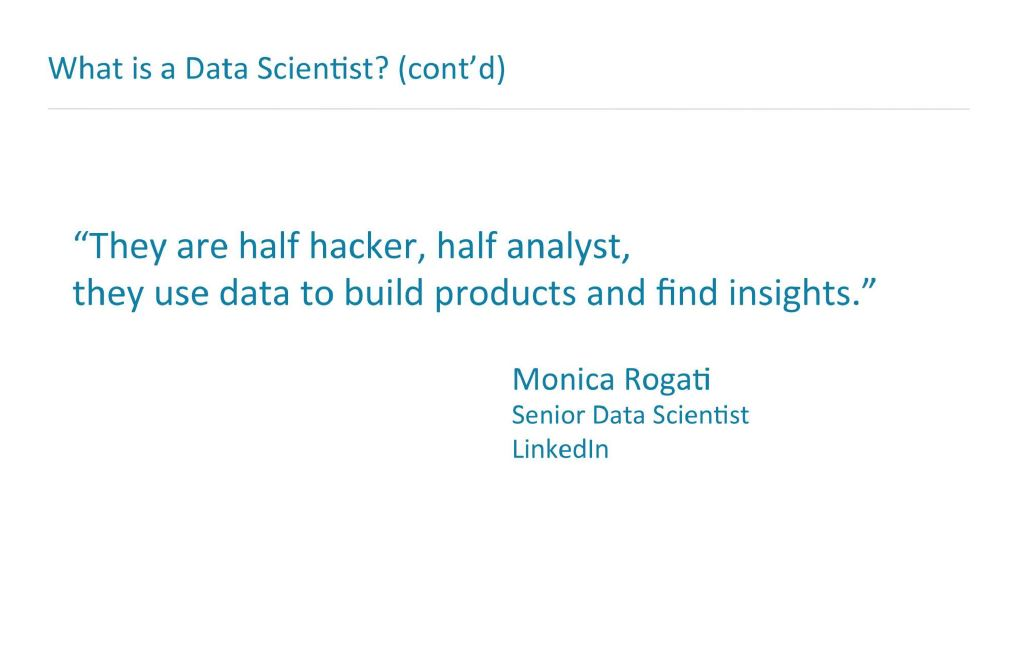 What is a Data Scientist? (cont’d)
“They are half hacker, half analyst,
they use data to build products and find insights.”
Monica Rogati
Senior Data Scientist
LinkedIn